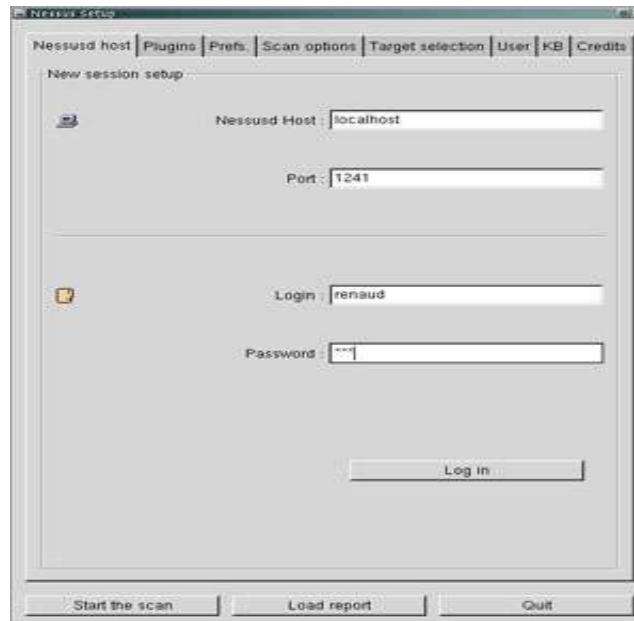 Nessus Setup
Nessusd host Plugins Prefs. Scan options Target selection User KB Credits
New session setup
Nessusd Host : localhost
Port : 1241
Login : renaud
Password : ***
Log in
Start the scan Load report Quit